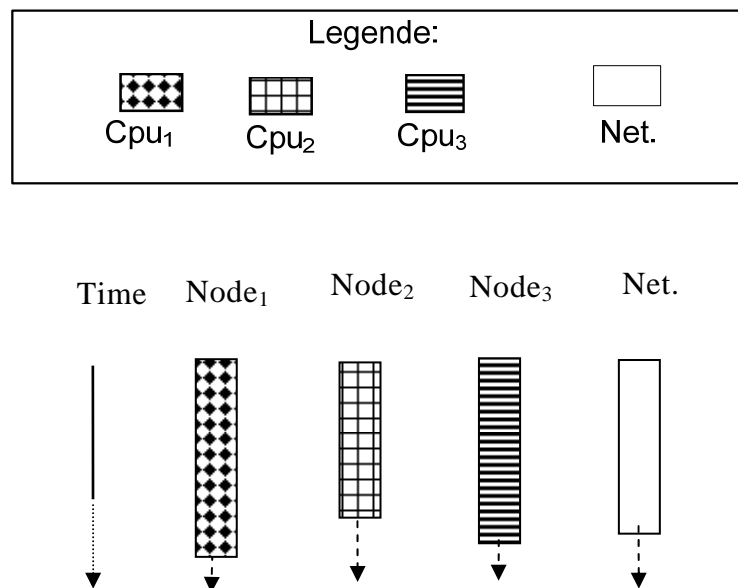 Legende:
Cpu₁ Cpu₂ Cpu₃ Net.
Time Node₁ Node₂ Node₃ Net.